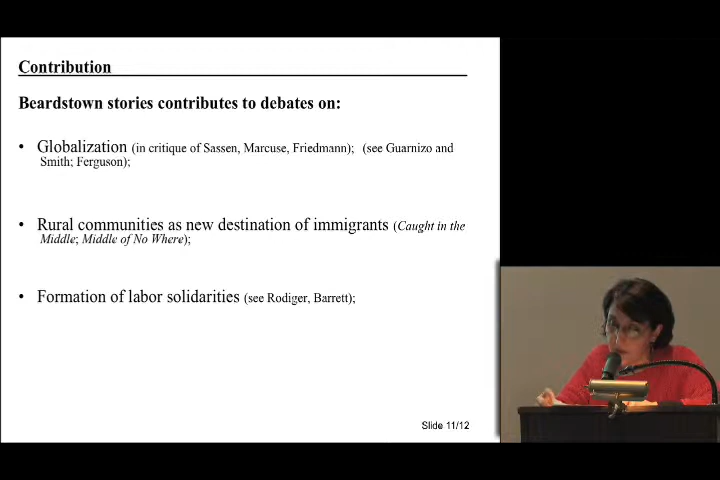 Contribution
Beardstown stories contributes to debates on:
• Globalization (in critique of Sassen, Marcuse, Friedmann); (see Guarnizo and
Smith; Ferguson);
• Rural communities as new destination of immigrants (Caught in the
Middle; Middle of No Where);
• Formation of labor solidarities (see Rodiger, Barrett);
Slide 11/12